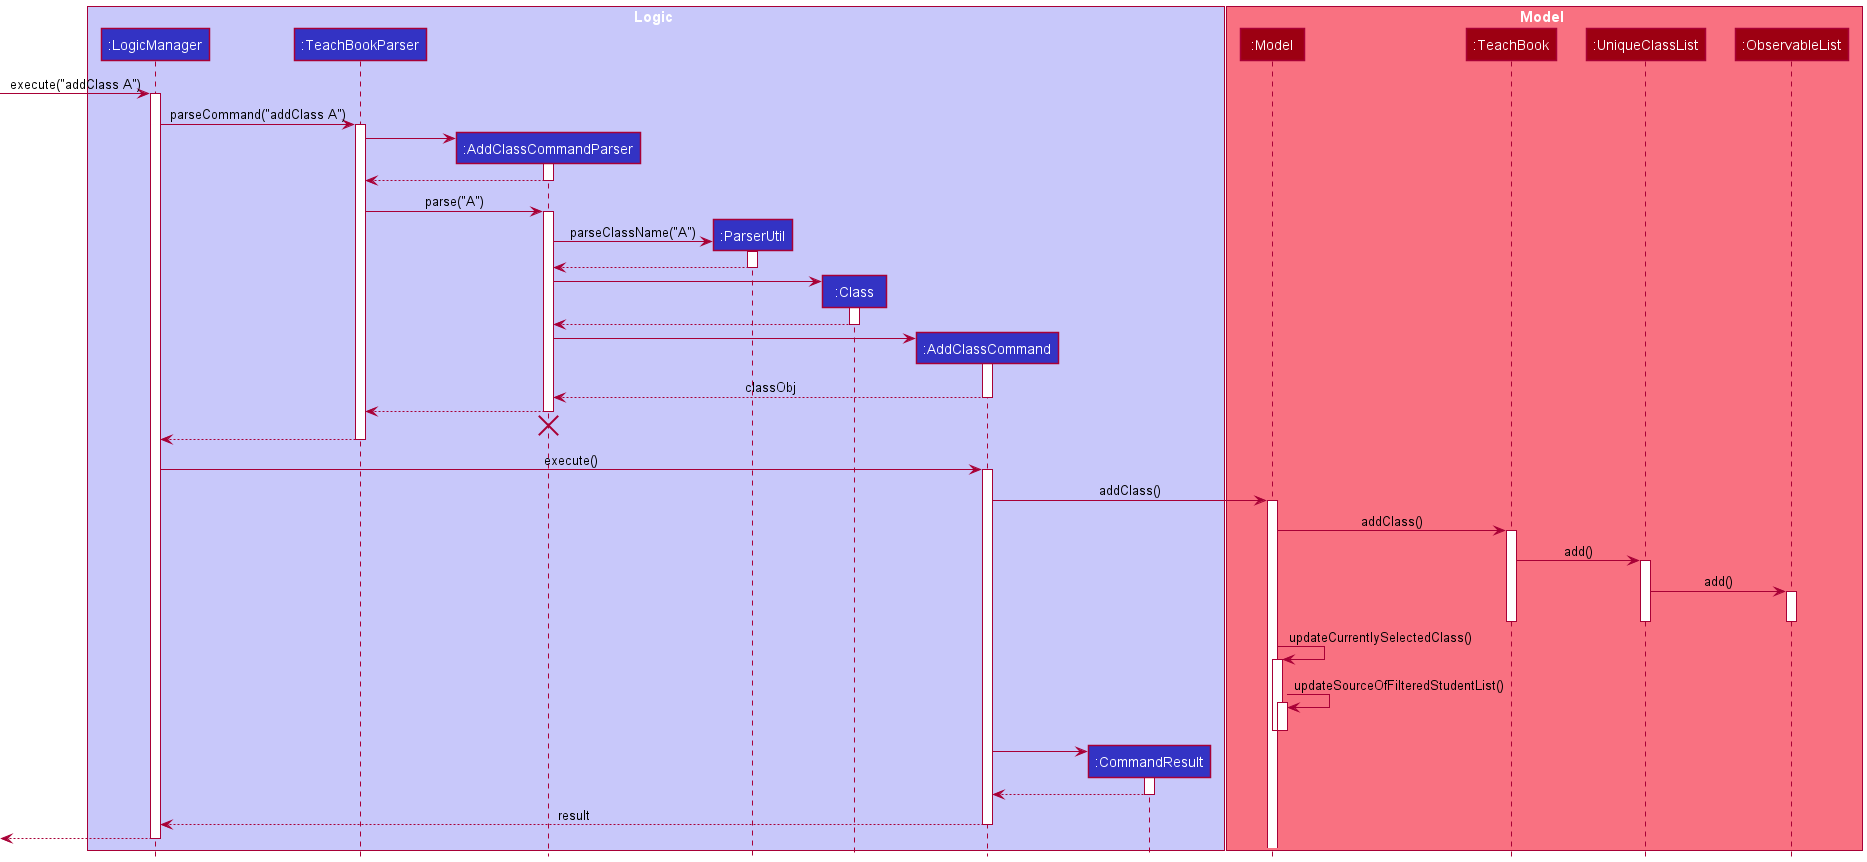 Logic
Model
:LogicManager
:TeachBookParser
:Model
:TeachBook
:UniqueClassList
:ObservableList
execute("addClass A")
parseCommand("addClass A")
:AddClassCommandParser
parse("A")
parseClassName("A")
:ParserUtil
:Class
:AddClassCommand
classObj
execute()
addClass()
addClass()
add()
add()
updateCurrentlySelectedClass()
updateSourceOfFilteredStudentList()
:CommandResult
result